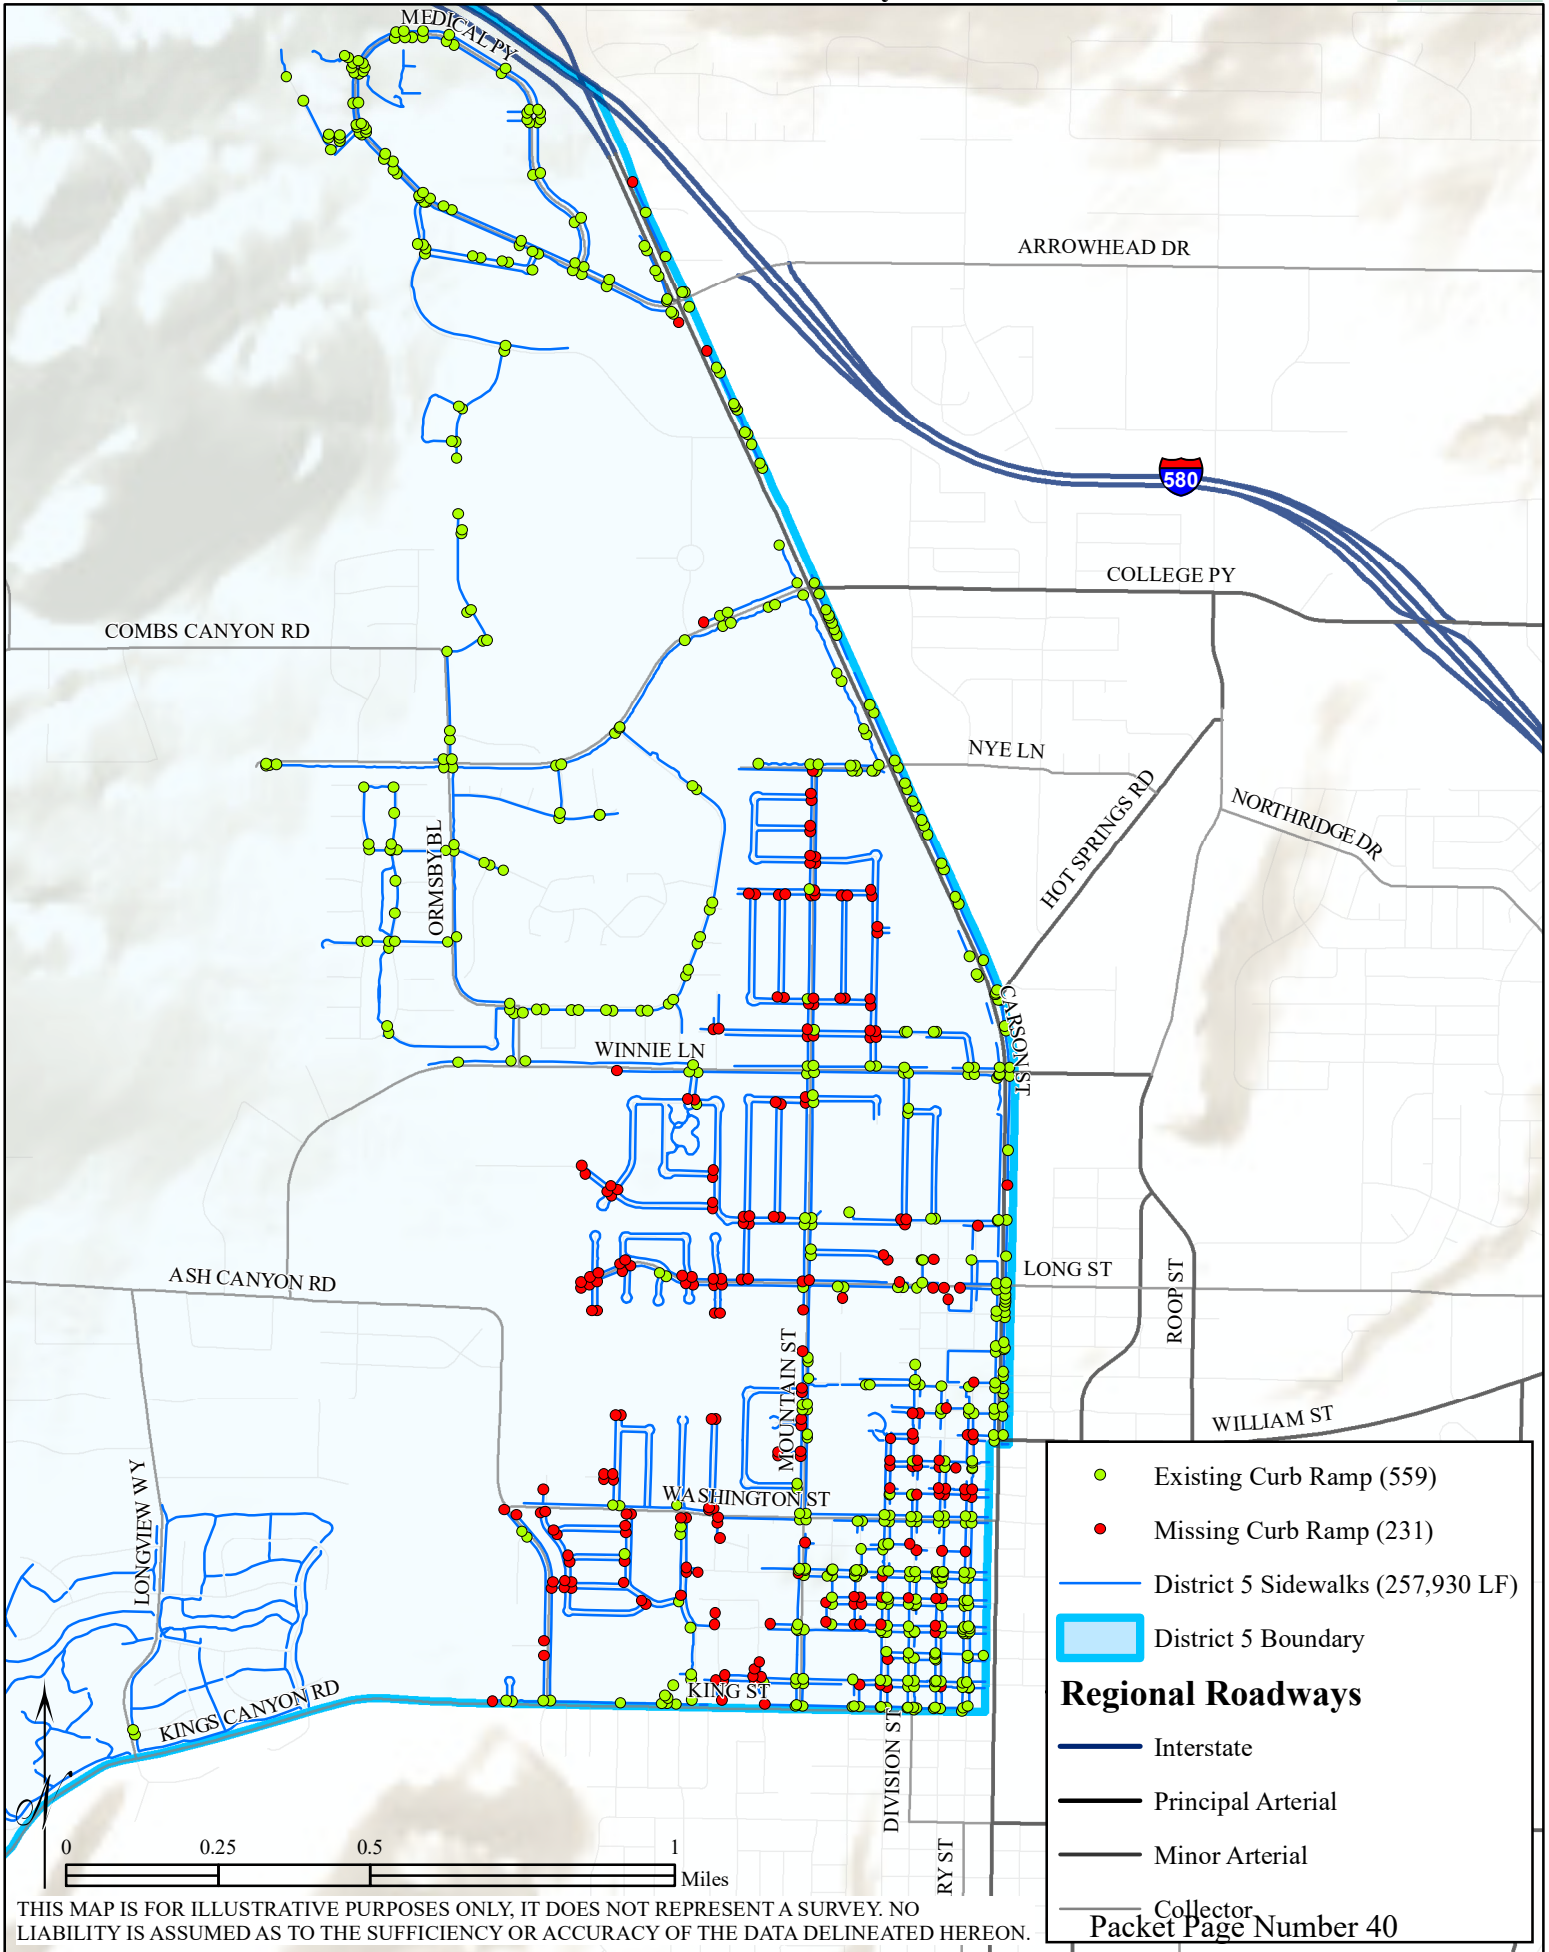 MEDICAL PY
ARROWHEAD DR
580
COLLEGE PY
COMBS CANYON RD
NYE LN
HOT SPRINGS RD
NORTHRIDGE DR
ORMSBY BL
CARSON ST
WINNIE LN
LONG ST
ASH CANYON RD
ROOP ST
MOUNTAIN ST
WILLIAM ST
WASHINGTON ST
LONGVIEW WY
KING ST
KINGS CANYON RD
DIVISION ST
RY ST
Existing Curb Ramp (559)
Missing Curb Ramp (231)
District 5 Sidewalks (257,930 LF)
District 5 Boundary
Regional Roadways
Interstate
Principal Arterial
Minor Arterial
Collector
0 0.25 0.5 1
Miles
THIS MAP IS FOR ILLUSTRATIVE PURPOSES ONLY, IT DOES NOT REPRESENT A SURVEY. NO
LIABILITY IS ASSUMED AS TO THE SUFFICIENCY OR ACCURACY OF THE DATA DELINEATED HEREON.
Packet Page Number 40